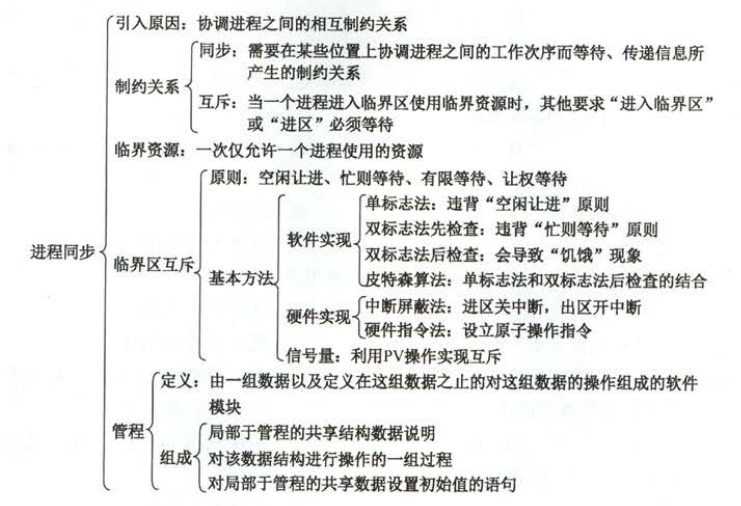 引入原因：协调进程之间的相互制约关系
同步：需要在某些位置上协调进程之间的工作次序而等待、传递信息所
产生的制约关系
制约关系
互斥：当一个进程进入临界区使用临界资源时，其他要求“进入临界区”
或“进区”必须等待
临界资源：一次仅允许一个进程使用的资源
原则：空闲让进、忙则等待、有限等待、让权等待
单标志法：违背“空闲让进”原则
双标志法先检查：违背“忙则等待”原则
软件实现
双标志法后检查：会导致“饥饿”现象
进程同步
临界区互斥
基本方法
皮特森算法：单标志法和双标志法后检查的结合
中断屏蔽法：进区关中断，出区开中断
硬件实现
硬件指令法：设立原子操作指令
信号量：利用PV操作实现互斥
定义：由一组数据以及定义在这组数据之止的对这组数据的操作组成的软件
模块
管程
局部于管程的共享结构数据说明
组成
对该数据结构进行操作的一组过程
对局部于管程的共享数据设置初始值的语句